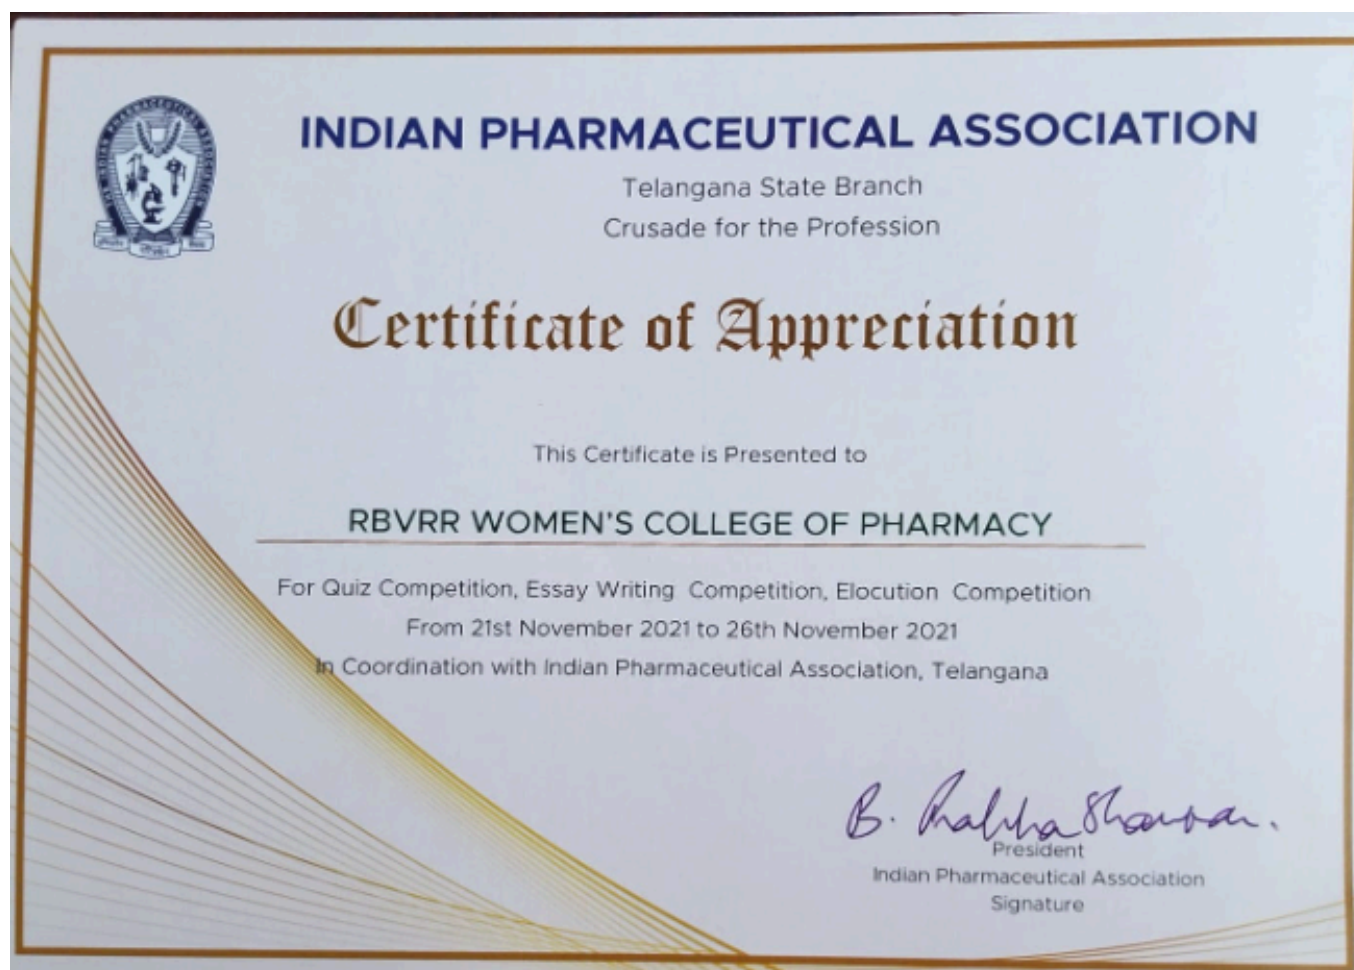 INDIAN PHARMACEUTICAL ASSOCIATION
Telangana State Branch
Crusade for the Profession
Certificate of Appreciation
This Certificate is Presented to
RBVRR WOMEN'S COLLEGE OF PHARMACY
For Quiz Competition, Essay Writing Competition, Elocution Competition
From 21st November 2021 to 26th November 2021
In Coordination with Indian Pharmaceutical Association, Telangana
B. Prabha Shankar.
President
Indian Pharmaceutical Association
Signature